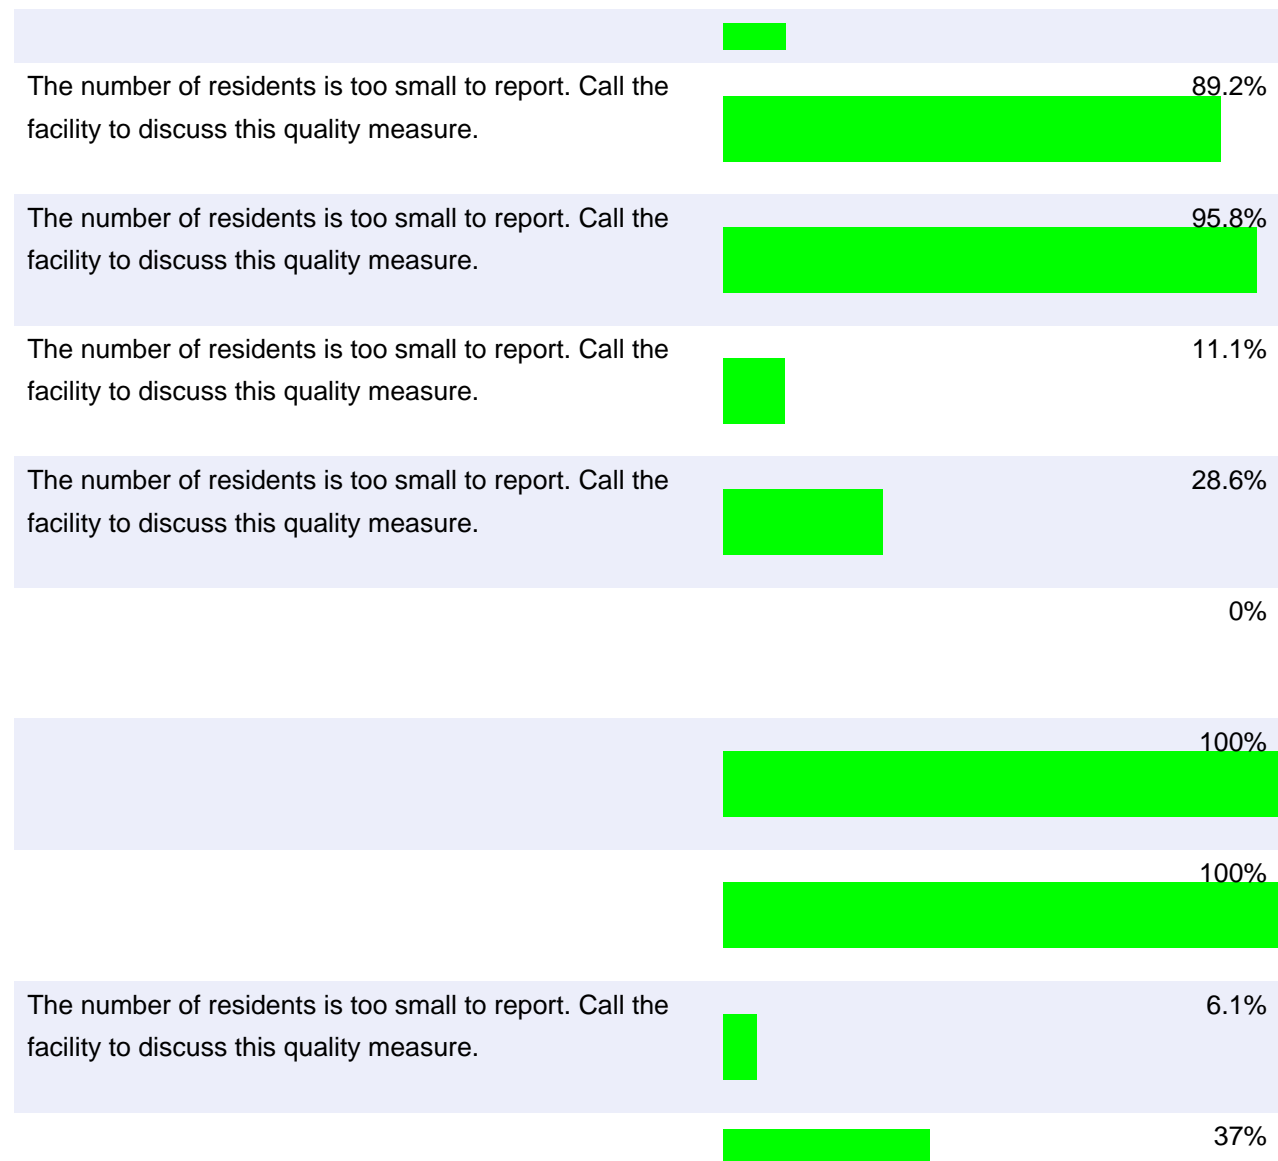 The number of residents is too small to report. Call the 89.2%
facility to discuss this quality measure.
The number of residents is too small to report. Call the 95.8%
facility to discuss this quality measure.
The number of residents is too small to report. Call the 11.1%
facility to discuss this quality measure.
The number of residents is too small to report. Call the 28.6%
facility to discuss this quality measure.
0%
100%
100%
The number of residents is too small to report. Call the 6.1%
facility to discuss this quality measure.
37%